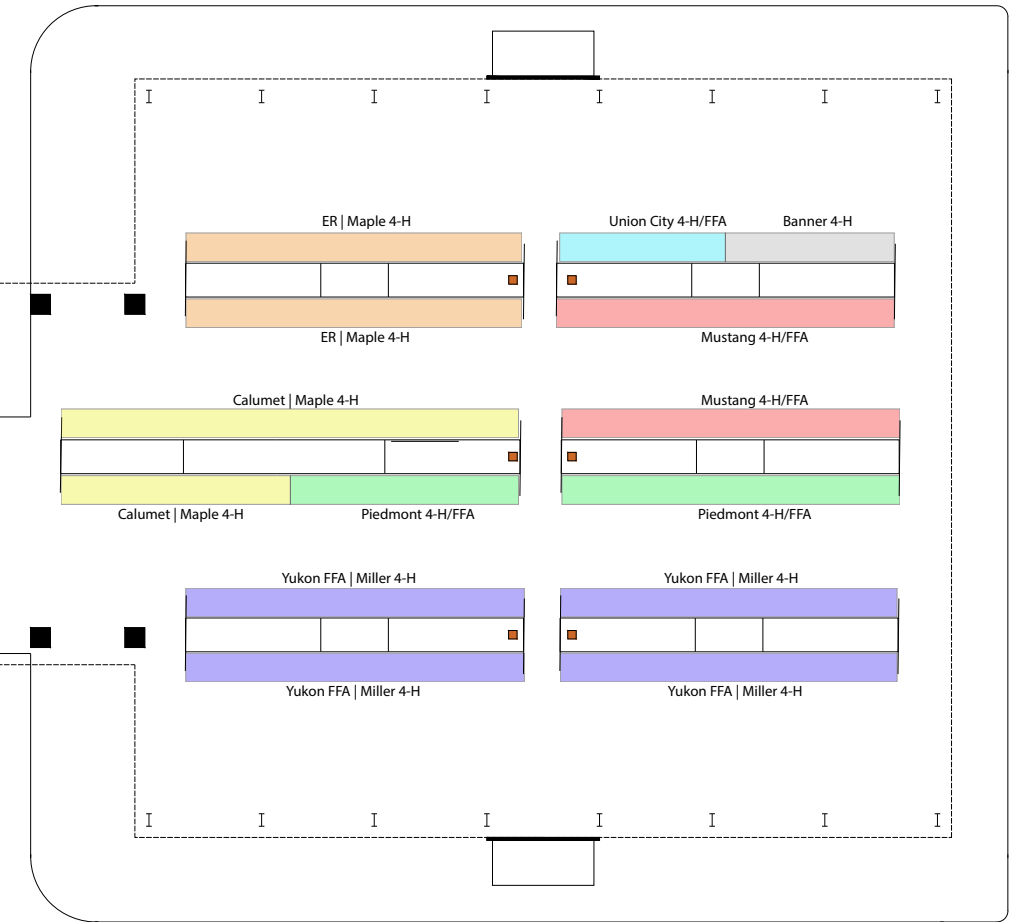 ER | Maple 4-H
Union City 4-H/FFA
Banner 4-H
ER | Maple 4-H
Mustang 4-H/FFA
Calumet | Maple 4-H
Mustang 4-H/FFA
Calumet | Maple 4-H
Piedmont 4-H/FFA
Piedmont 4-H/FFA
Yukon FFA | Miller 4-H
Yukon FFA | Miller 4-H
Yukon FFA | Miller 4-H
Yukon FFA | Miller 4-H